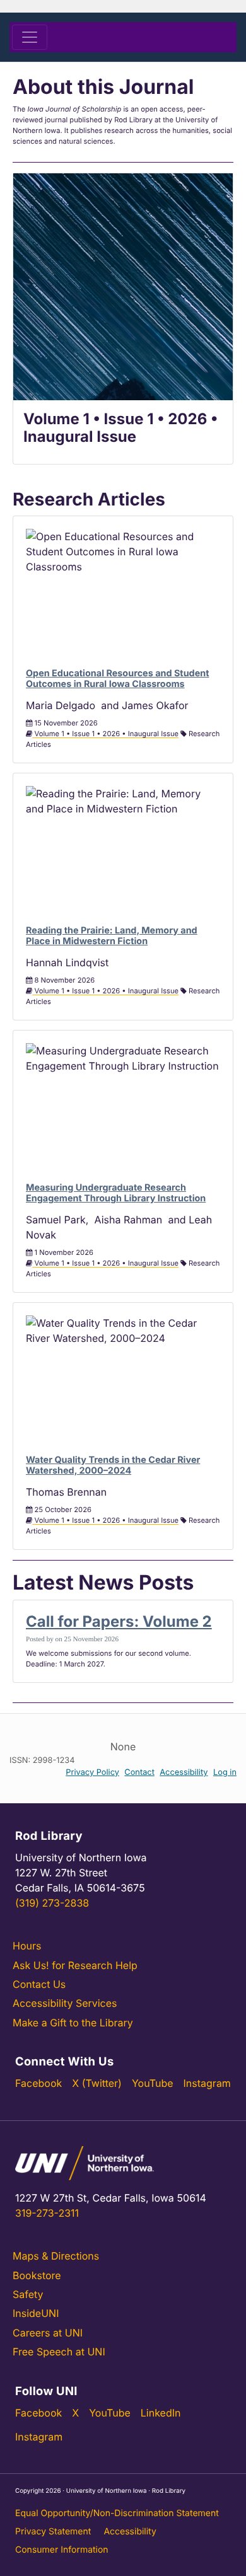 About this Journal
The Iowa Journal of Scholarship is an open access, peer-
reviewed journal published by Rod Library at the University of
Northern Iowa. It publishes research across the humanities, social
and natural sciences.
Volume 1 • Issue 1 • 2026 •
Inaugural Issue
Research Articles
Open Educational Resources and
Student Outcomes in Rural Iowa
Classrooms
Open Educational Resources and Student
Outcomes in Rural Iowa Classrooms
Maria Delgado and James Okafor
15 November 2026
Volume 1 • Issue 1 • 2026 • Inaugural Issue Research
Articles
Reading the Prairie: Land, Memory
and Place in Midwestern Fiction
Reading the Prairie: Land, Memory and
Place in Midwestern Fiction
Hannah Lindqvist
8 November 2026
Volume 1 • Issue 1 • 2026 • Inaugural Issue Research
Articles
Measuring Undergraduate Research
Engagement Through Library Instruction
Measuring Undergraduate Research
Engagement Through Library Instruction
Samuel Park, Aisha Rahman and Leah
Novak
1 November 2026
Volume 1 • Issue 1 • 2026 • Inaugural Issue Research
Articles
Water Quality Trends in the Cedar
River Watershed, 2000–2024
Water Quality Trends in the Cedar River
Watershed, 2000–2024
Thomas Brennan
25 October 2026
Volume 1 • Issue 1 • 2026 • Inaugural Issue Research
Articles
Latest News Posts
Call for Papers: Volume 2
Posted by on 25 November 2026
We welcome submissions for our second volume.
Deadline: 1 March 2027.
None
ISSN: 2998-1234
Privacy Policy Contact Accessibility Log in
Rod Library
University of Northern Iowa
1227 W. 27th Street
Cedar Falls, IA 50614-3675
(319) 273-2838
Hours
Ask Us! for Research Help
Contact Us
Accessibility Services
Make a Gift to the Library
Connect With Us
Facebook X (Twitter) YouTube Instagram
UNI University of
Northern Iowa.
1227 W 27th St, Cedar Falls, Iowa 50614
319-273-2311
Maps & Directions
Bookstore
Safety
InsideUNI
Careers at UNI
Free Speech at UNI
Follow UNI
Facebook X YouTube LinkedIn
Instagram
Copyright 2026 · University of Northern Iowa · Rod Library
Equal Opportunity/Non-Discrimination Statement
Privacy Statement Accessibility
Consumer Information